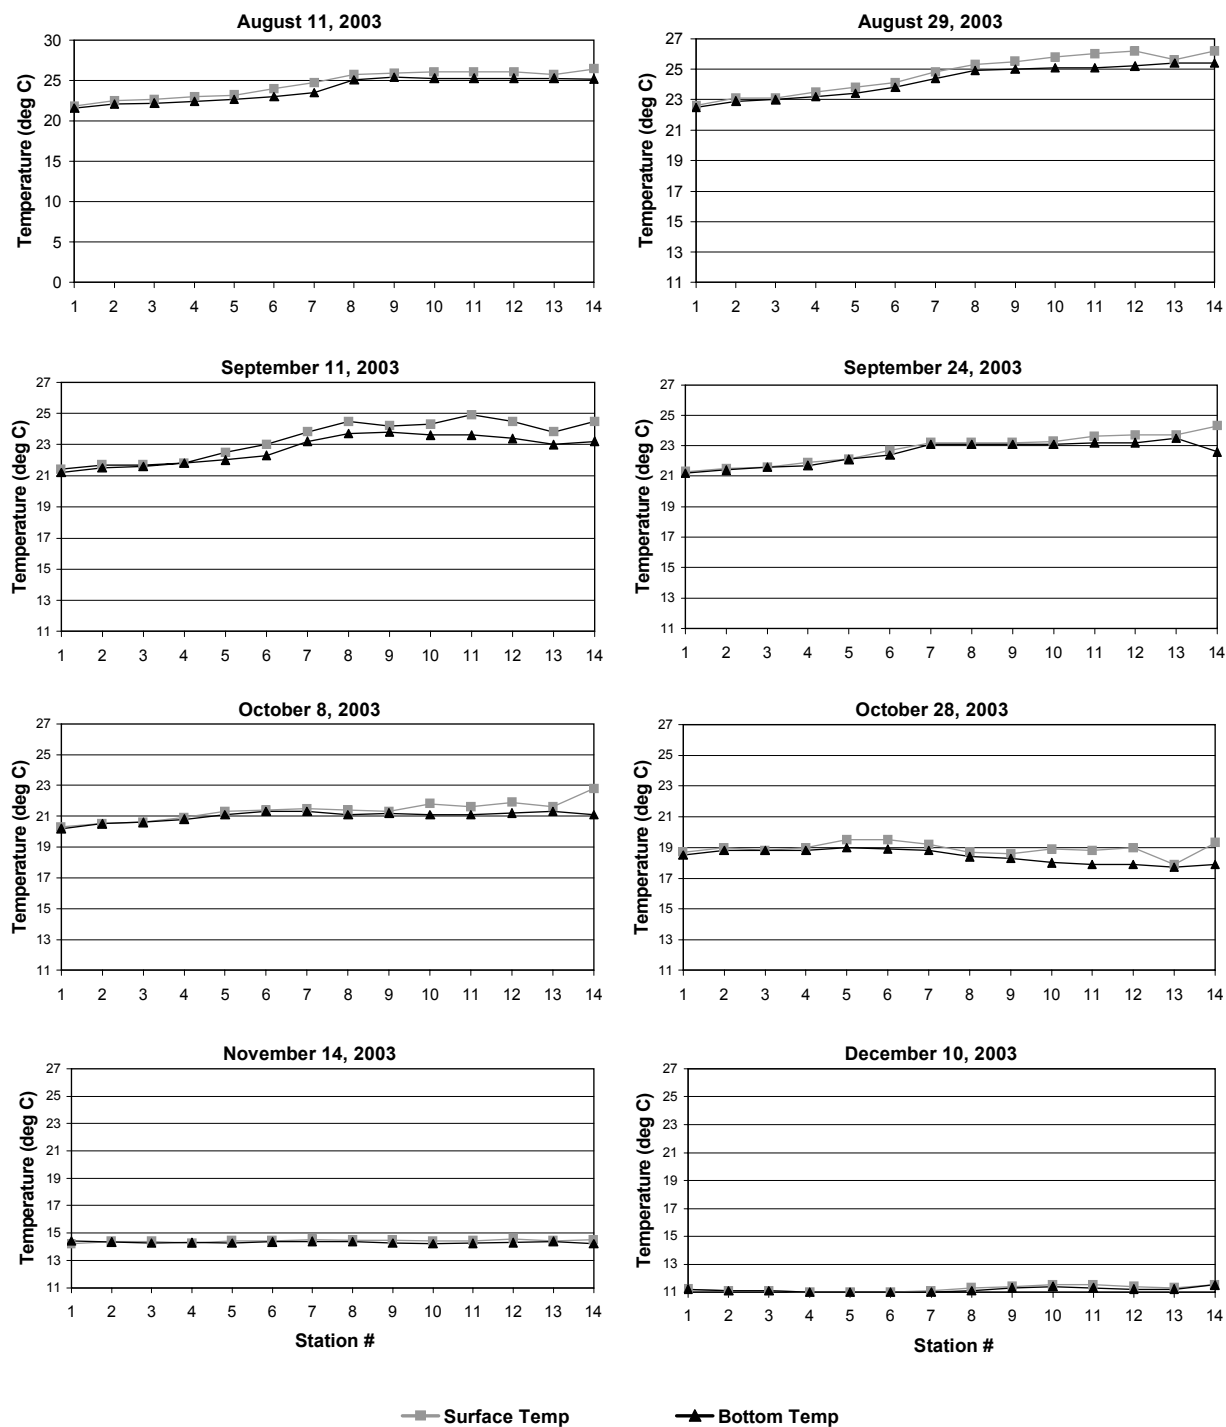 August 11, 2003
Temperature (deg C)
30
25
20
15
10
5
0
1 2 3 4 5 6 7 8 9 10 11 12 13 14
August 29, 2003
Temperature (deg C)
27
25
23
21
19
17
15
13
11
1 2 3 4 5 6 7 8 9 10 11 12 13 14
September 11, 2003
Temperature (deg C)
27
25
23
21
19
17
15
13
11
1 2 3 4 5 6 7 8 9 10 11 12 13 14
September 24, 2003
Temperature (deg C)
27
25
23
21
19
17
15
13
11
1 2 3 4 5 6 7 8 9 10 11 12 13 14
October 8, 2003
Temperature (deg C)
27
25
23
21
19
17
15
13
11
1 2 3 4 5 6 7 8 9 10 11 12 13 14
October 28, 2003
Temperature (deg C)
27
25
23
21
19
17
15
13
11
1 2 3 4 5 6 7 8 9 10 11 12 13 14
November 14, 2003
Temperature (deg C)
27
25
23
21
19
17
15
13
11
1 2 3 4 5 6 7 8 9 10 11 12 13 14
Station #
December 10, 2003
Temperature (deg C)
27
25
23
21
19
17
15
13
11
1 2 3 4 5 6 7 8 9 10 11 12 13 14
Station #
Surface Temp
Bottom Temp